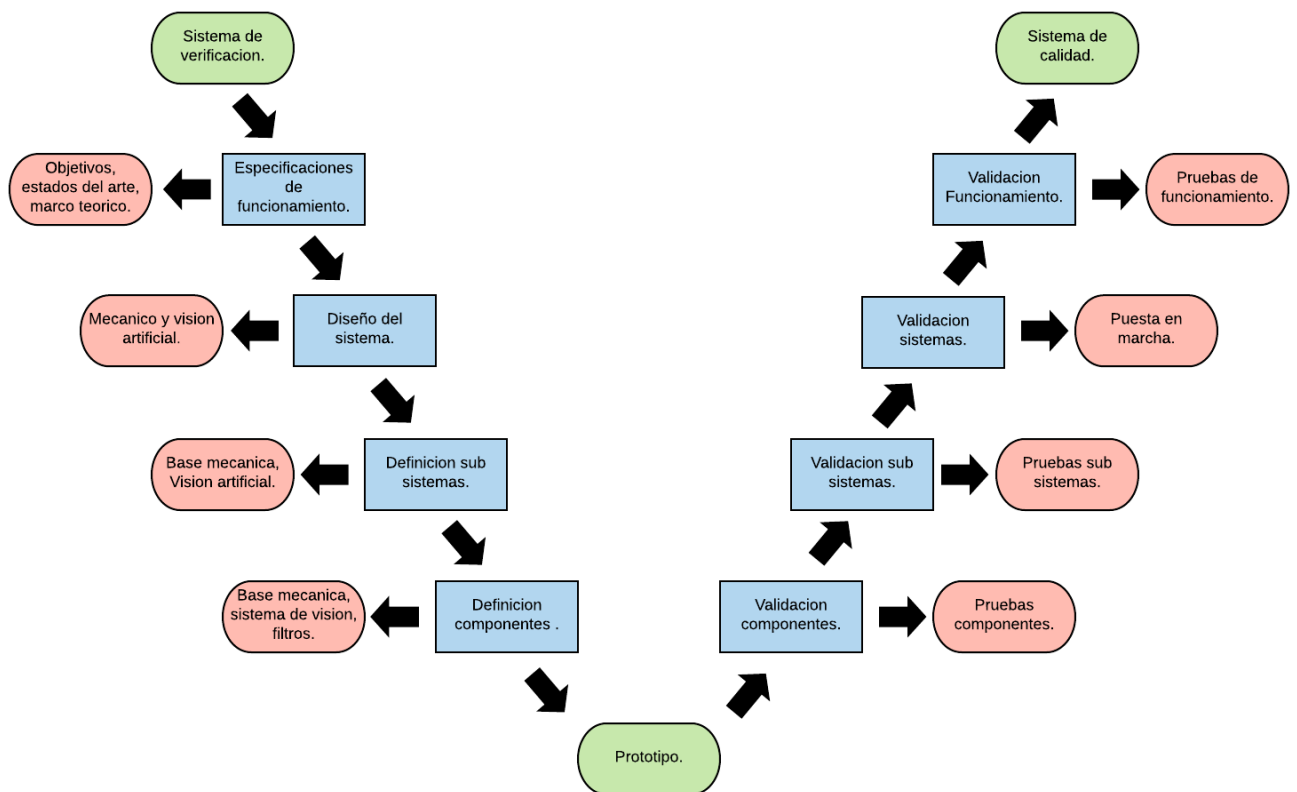 Sistema de
verificacion.
Sistema de
calidad.
Objetivos,
estados del arte,
marco teorico.
Especificaciones
de
funcionamiento.
Validacion
Funcionamiento.
Pruebas de
funcionamiento.
Mecanico y vision
artificial.
Diseño del
sistema.
Validacion
sistemas.
Puesta en
marcha.
Base mecanica,
Vision artificial.
Definicion sub
sistemas.
Validacion sub
sistemas.
Pruebas sub
sistemas.
Base mecanica,
sistema de vision,
filtros.
Definicion
componentes .
Validacion
componentes.
Pruebas
componentes.
Prototipo.